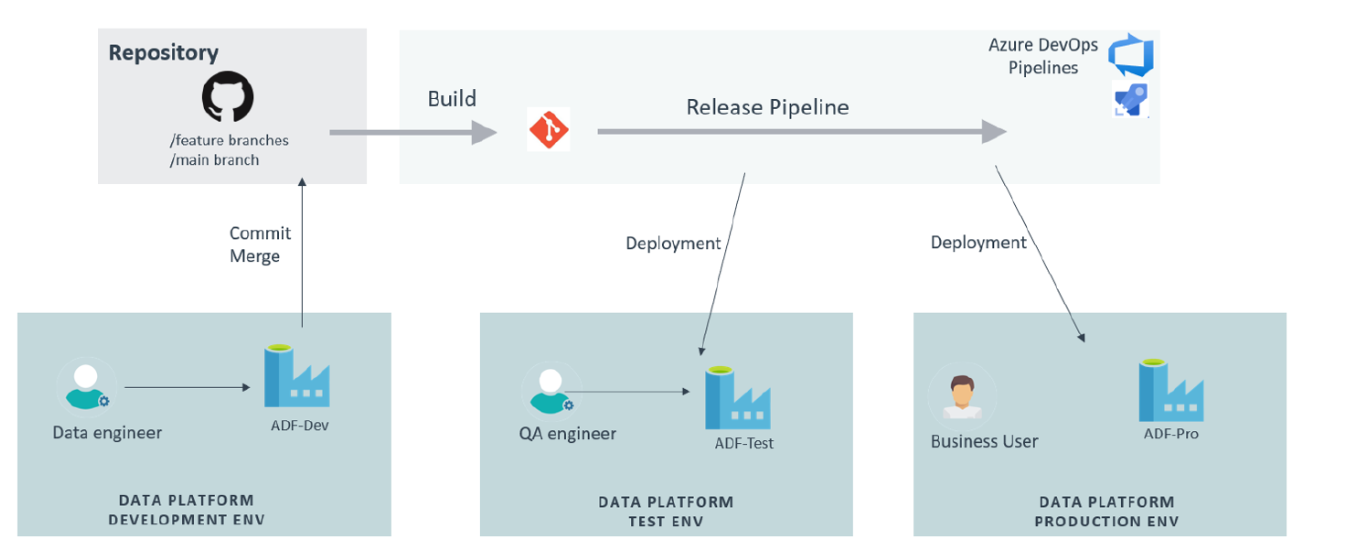 Repository
/feature branches
/main branch
Build
Release Pipeline
Azure DevOps
Pipelines
Commit
Merge
Deployment
Deployment
Data engineer
ADF-Dev
DATA PLATFORM
DEVELOPMENT ENV
QA engineer
ADF-Test
DATA PLATFORM
TEST ENV
Business User
ADF-Pro
DATA PLATFORM
PRODUCTION ENV